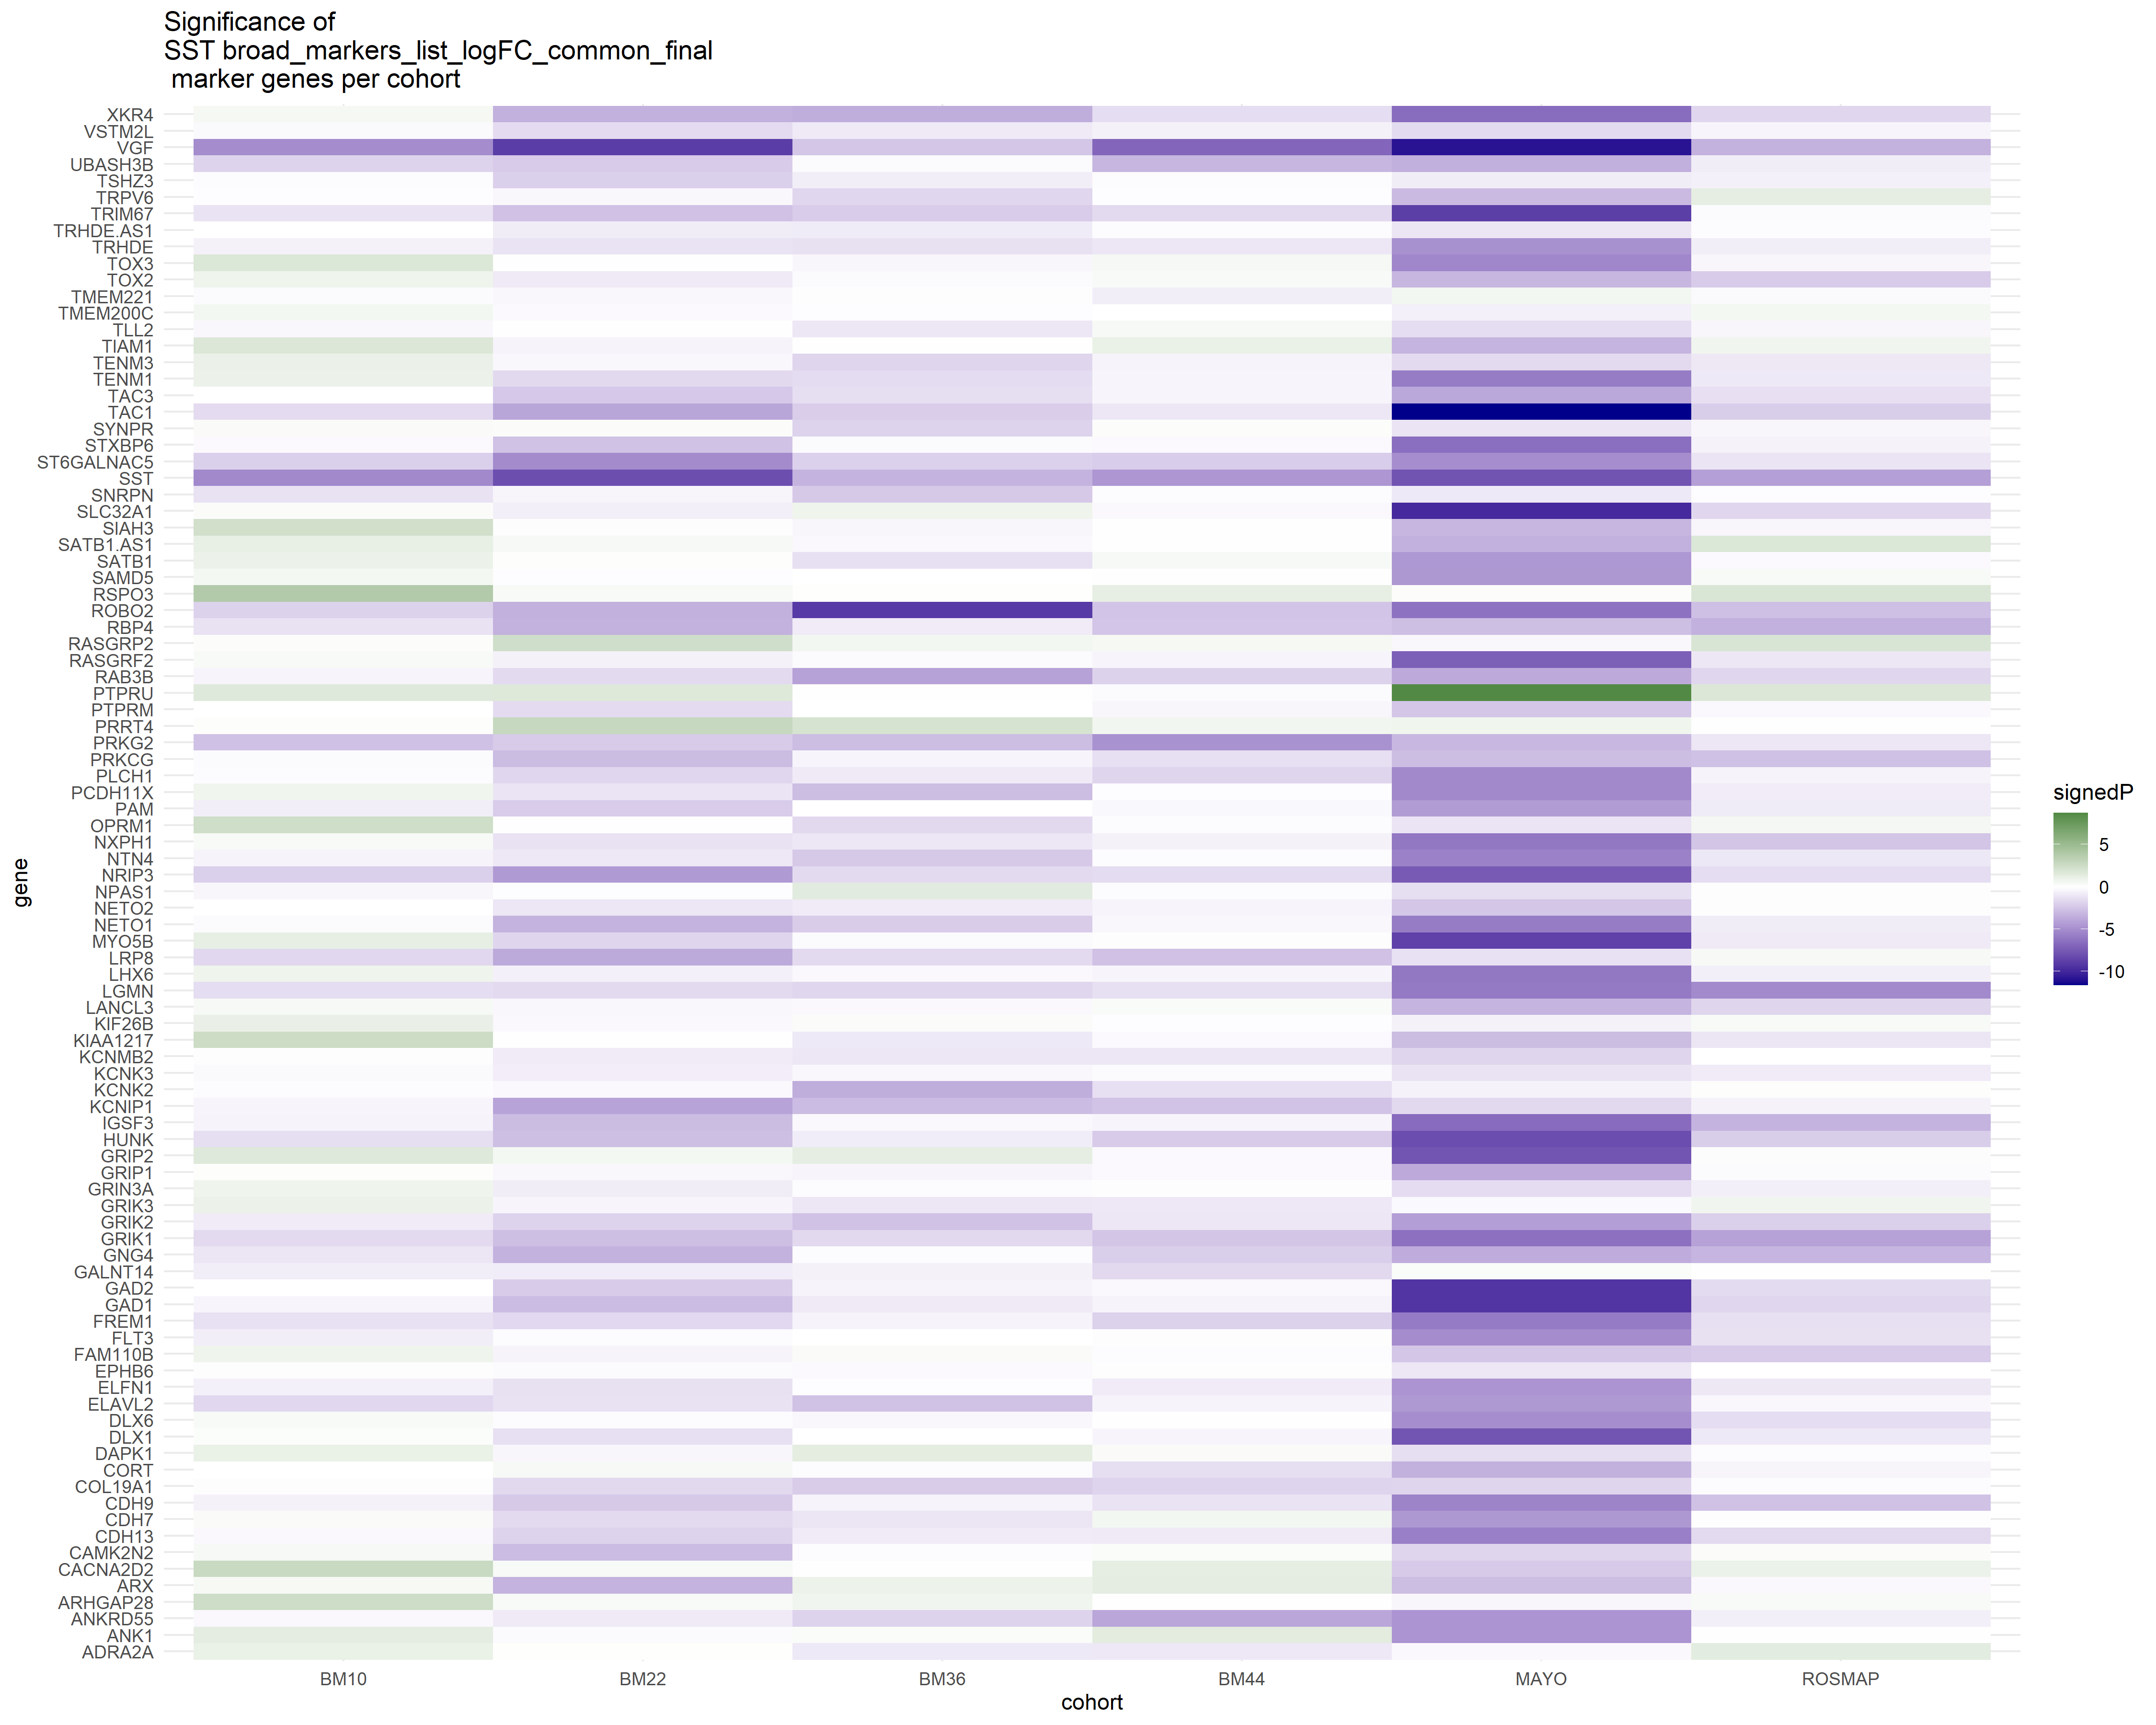 Significance of
SST broad_markers_list_logFC_common_final
marker genes per cohort
XKR4
VSTM2L
VGF
UBASH3B
TSHZ3
TRPV6
TRIM67
TRHDE.AS1
TRHDE
TOX3
TOX2
TMEM221
TMEM200C
TLL2
TIAM1
TENM3
TENM1
TAC3
TAC1
SYNPR
STXBP6
ST6GALNAC5
SST
SNRPN
SLC32A1
SIAH3
SATB1.AS1
SATB1
SAMD5
RSPO3
ROBO2
RBP4
RASGRP2
RASGRF2
RAB3B
PTPRU
PTPRM
PRRT4
PRKG2
PRKCG
PLCH1
PCDH11X
PAM
OPRM1
NXPH1
NTN4
NRIP3
NPAS1
NETO2
NETO1
MYO5B
LRP8
LHX6
LGMN
LANCL3
KIF26B
KIAA1217
KCNMB2
KCNK3
KCNK2
KCNIP1
IGSF3
HUNK
GRIP2
GRIP1
GRIN3A
GRIK3
GRIK2
GRIK1
GNG4
GALNT14
GAD2
GAD1
FREM1
FLT3
FAM110B
EPHB6
ELFN1
ELAVL2
DLX6
DLX1
DAPK1
CORT
COL19A1
CDH9
CDH7
CDH13
CAMK2N2
CACNA2D2
ARX
ARHGAP28
ANKRD55
ANK1
ADRA2A
gene
BM10 BM22 BM36 BM44 MAYO ROSMAP
cohort
signedP
5
0
-5
-10